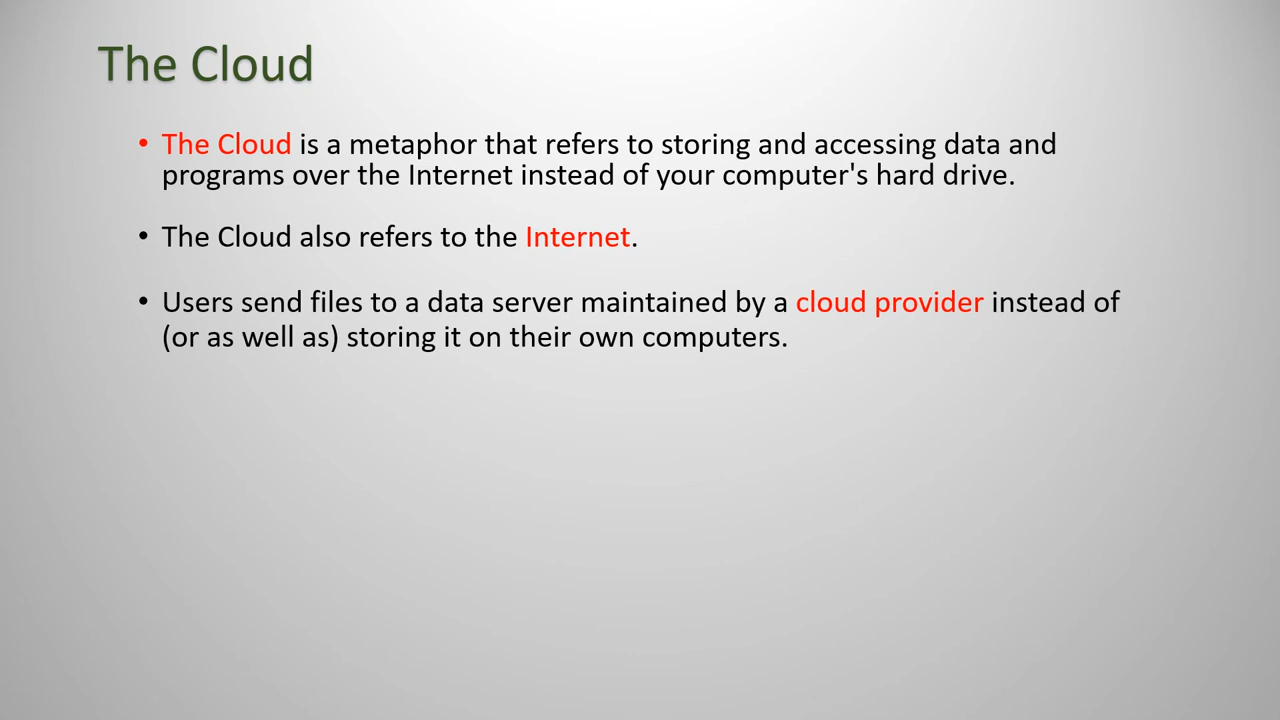 The Cloud
• The Cloud is a metaphor that refers to storing and accessing data and
programs over the Internet instead of your computer's hard drive.
• The Cloud also refers to the Internet.
• Users send files to a data server maintained by a cloud provider instead of
(or as well as) storing it on their own computers.